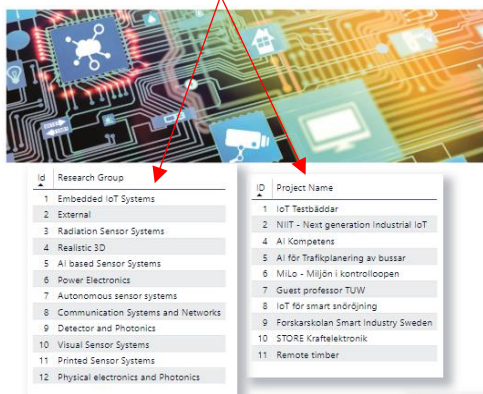 Id Research Group
1 Embedded IoT Systems
2 External
3 Radiation Sensor Systems
4 Realistic 3D
5 AI based Sensor Systems
6 Power Electronics
7 Autonomous sensor systems
8 Communication Systems and Networks
9 Detector and Photonics
10 Visual Sensor Systems
11 Printed Sensor Systems
12 Physical electronics and Photonics
ID Project Name
1 IoT Testbäddar
2 NIIT - Next generation Industrial IoT
4 AI Kompetens
5 AI för Trafikplanering av bussar
6 MiLo - Miljön i kontrolloopen
7 Guest professor TUW
8 IoT för smart snöröjning
9 Forskarskolan Smart Industry Sweden
10 STORE Kraftelektronik
11 Remote timber